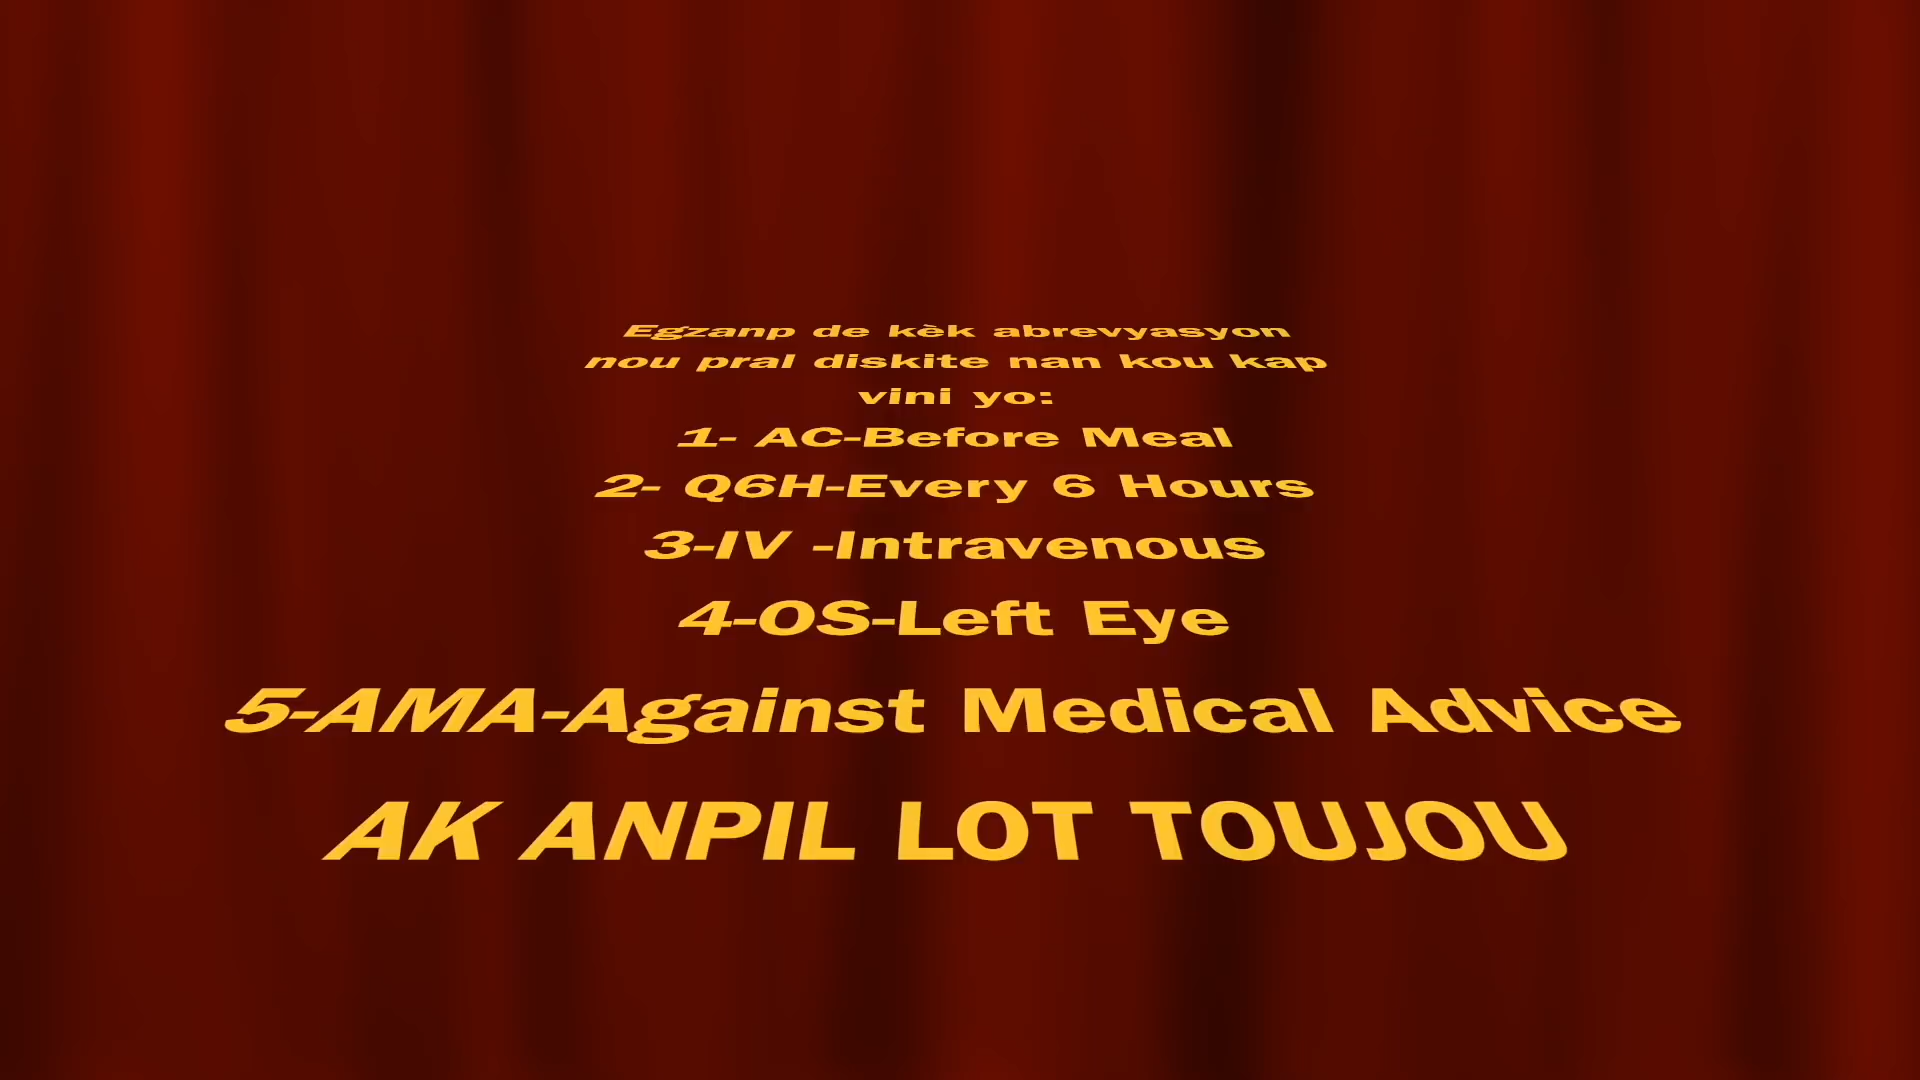 Egzanp de kèk abrevyasyon
nou pral diskite nan kou kap
vini yo:
1- AC-Before Meal
2- Q6H-Every 6 Hours
3-IV -Intravenous
4-OS-Left Eye
5-AMA-Against Medical Advice
AK ANPIL LOT TOUJOU